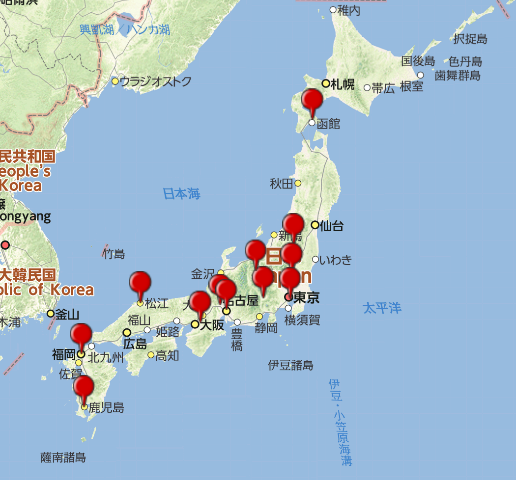 稚内
興凱湖/ハンカ湖
択捉島
国後島
色丹島
歯舞群島
ウラジオストク
札幌
帯広
根室
函館
民共和国
eople's
Korea
秋田
日本海
ongyang
仙台
竹島
金沢
いわき
大韓民国
blic of Korea
松江
名古屋
東京
太平洋
木浦
釜山
福山
姫路
大阪
豊橋
静岡
横須賀
福岡
北九州
広島
高知
佐賀
伊豆諸島
鹿児島
伊豆・小笠原海溝
薩南諸島